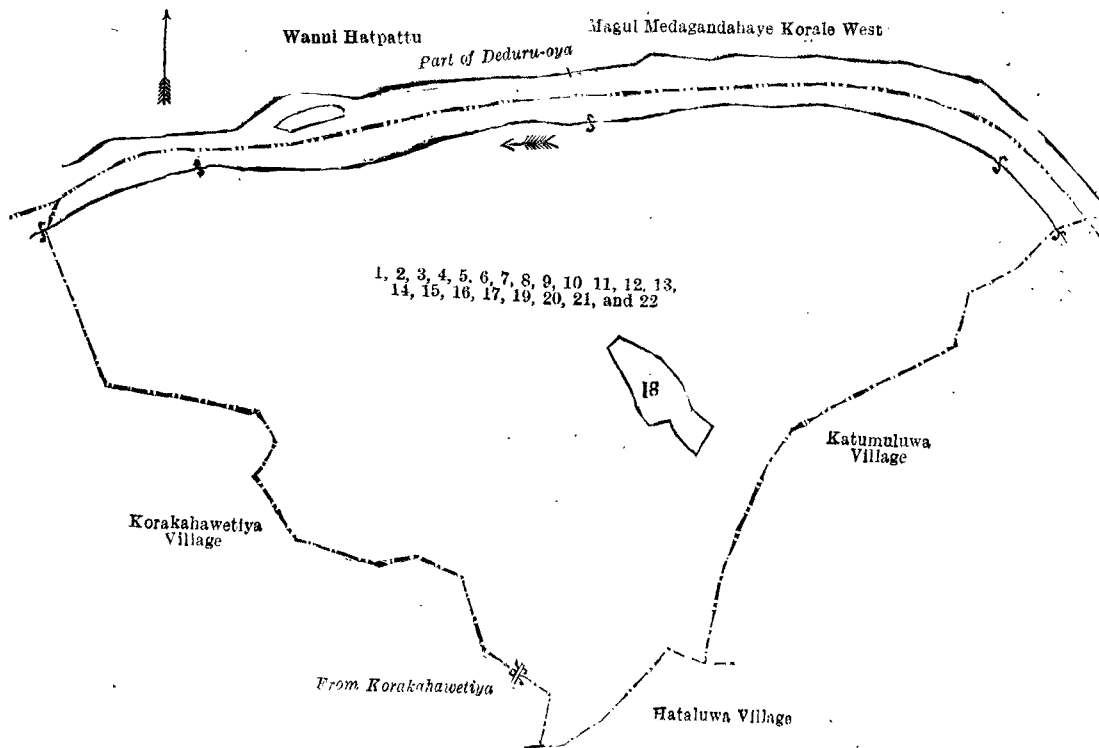 Wanni Hatpattu
Magul Medagandahaye Korale West
Part of Deduru-oya
1, 2, 3, 4, 5, 6, 7, 8, 9, 10 11, 12, 13,
14, 15, 16, 17, 19, 20, 21, and 22
18
Katumuluwa
Village
Korakahawetiya
Village
From Korakahawetiya
Hataluwa Village